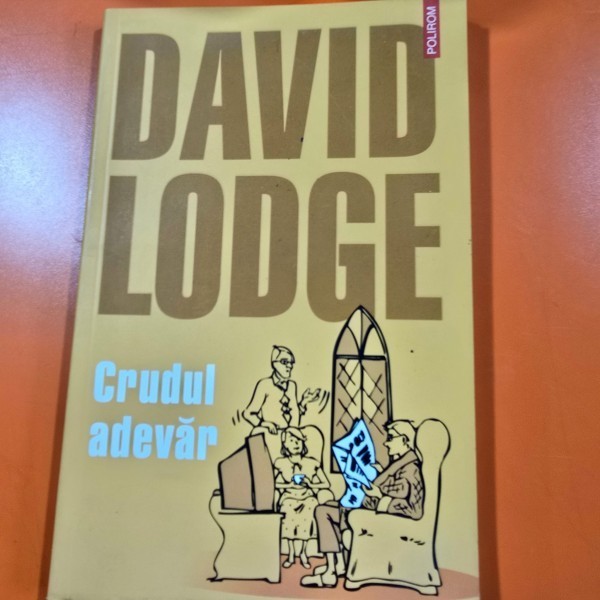 POLIROM
DAVID
LODGE
Crudul
adevăr